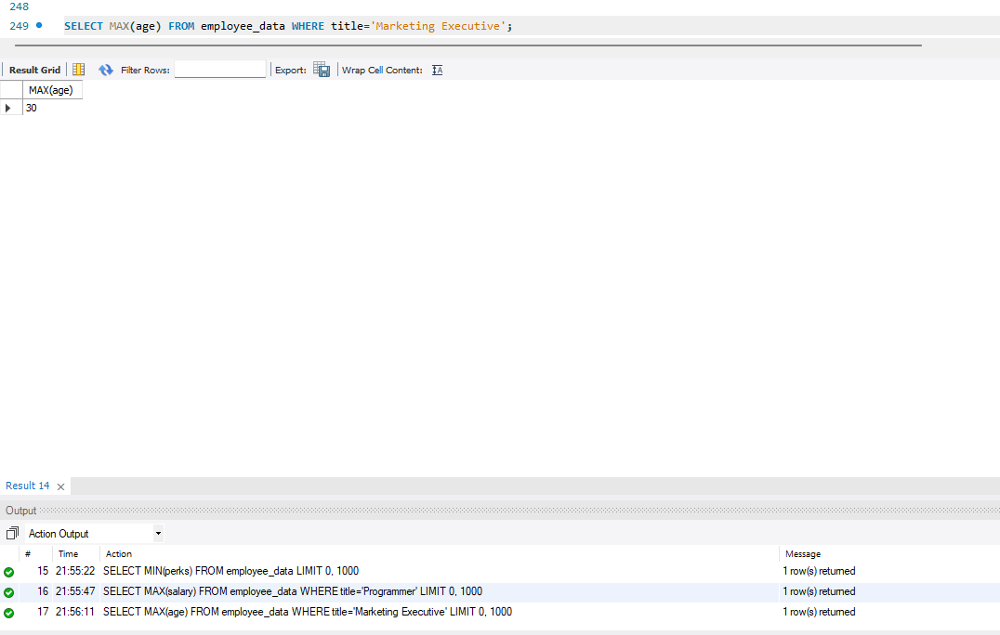 248
249 SELECT MAX(age) FROM employee_data WHERE title='Marketing Executive';
Result Grid Filter Rows: Export: Wrap Cell Content: IA
MAX(age)
30
Result 14
Output
Action Output
# Time Action Message
15 21:55:22 SELECT MIN(perks) FROM employee_data LIMIT 0, 1000 1 row(s) returned
16 21:55:47 SELECT MAX(salary) FROM employee_data WHERE title='Programmer' LIMIT 0, 1000 1 row(s) returned
17 21:56:11 SELECT MAX(age) FROM employee_data WHERE title='Marketing Executive' LIMIT 0, 1000 1 row(s) returned